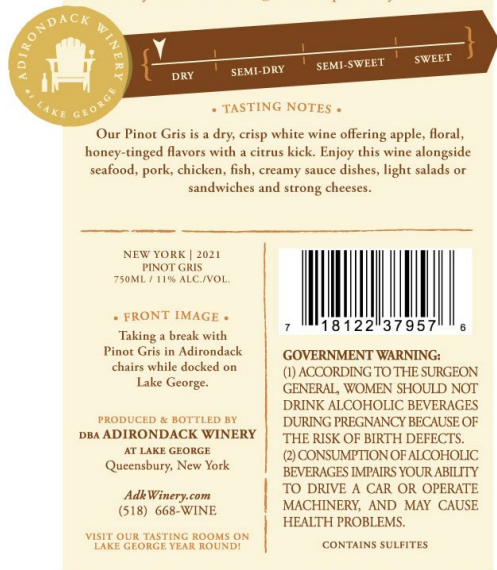 ADIRONDACK WINERY
AT LAKE GEORGE
DRY SEMI-DRY SEMI-SWEET SWEET
• TASTING NOTES •
Our Pinot Gris is a dry, crisp white wine offering apple, floral,
honey-tinged flavors with a citrus kick. Enjoy this wine alongside
seafood, pork, chicken, fish, creamy sauce dishes, light salads or
sandwiches and strong cheeses.
NEW YORK | 2021
PINOT GRIS
750ML / 11% ALC./VOL.
• FRONT IMAGE •
Taking a break with
Pinot Gris in Adirondack
chairs while docked on
Lake George.
PRODUCED & BOTTLED BY
DBA ADIRONDACK WINERY
AT LAKE GEORGE
Queensbury, New York
AdkWinery.com
(518) 668-WINE
VISIT OUR TASTING ROOMS ON
LAKE GEORGE YEAR ROUND!
7 18122 37957 6
GOVERNMENT WARNING:
(1) ACCORDING TO THE SURGEON
GENERAL, WOMEN SHOULD NOT
DRINK ALCOHOLIC BEVERAGES
DURING PREGNANCY BECAUSE OF
THE RISK OF BIRTH DEFECTS.
(2) CONSUMPTION OF ALCOHOLIC
BEVERAGES IMPAIRS YOUR ABILITY
TO DRIVE A CAR OR OPERATE
MACHINERY, AND MAY CAUSE
HEALTH PROBLEMS.
CONTAINS SULFITES